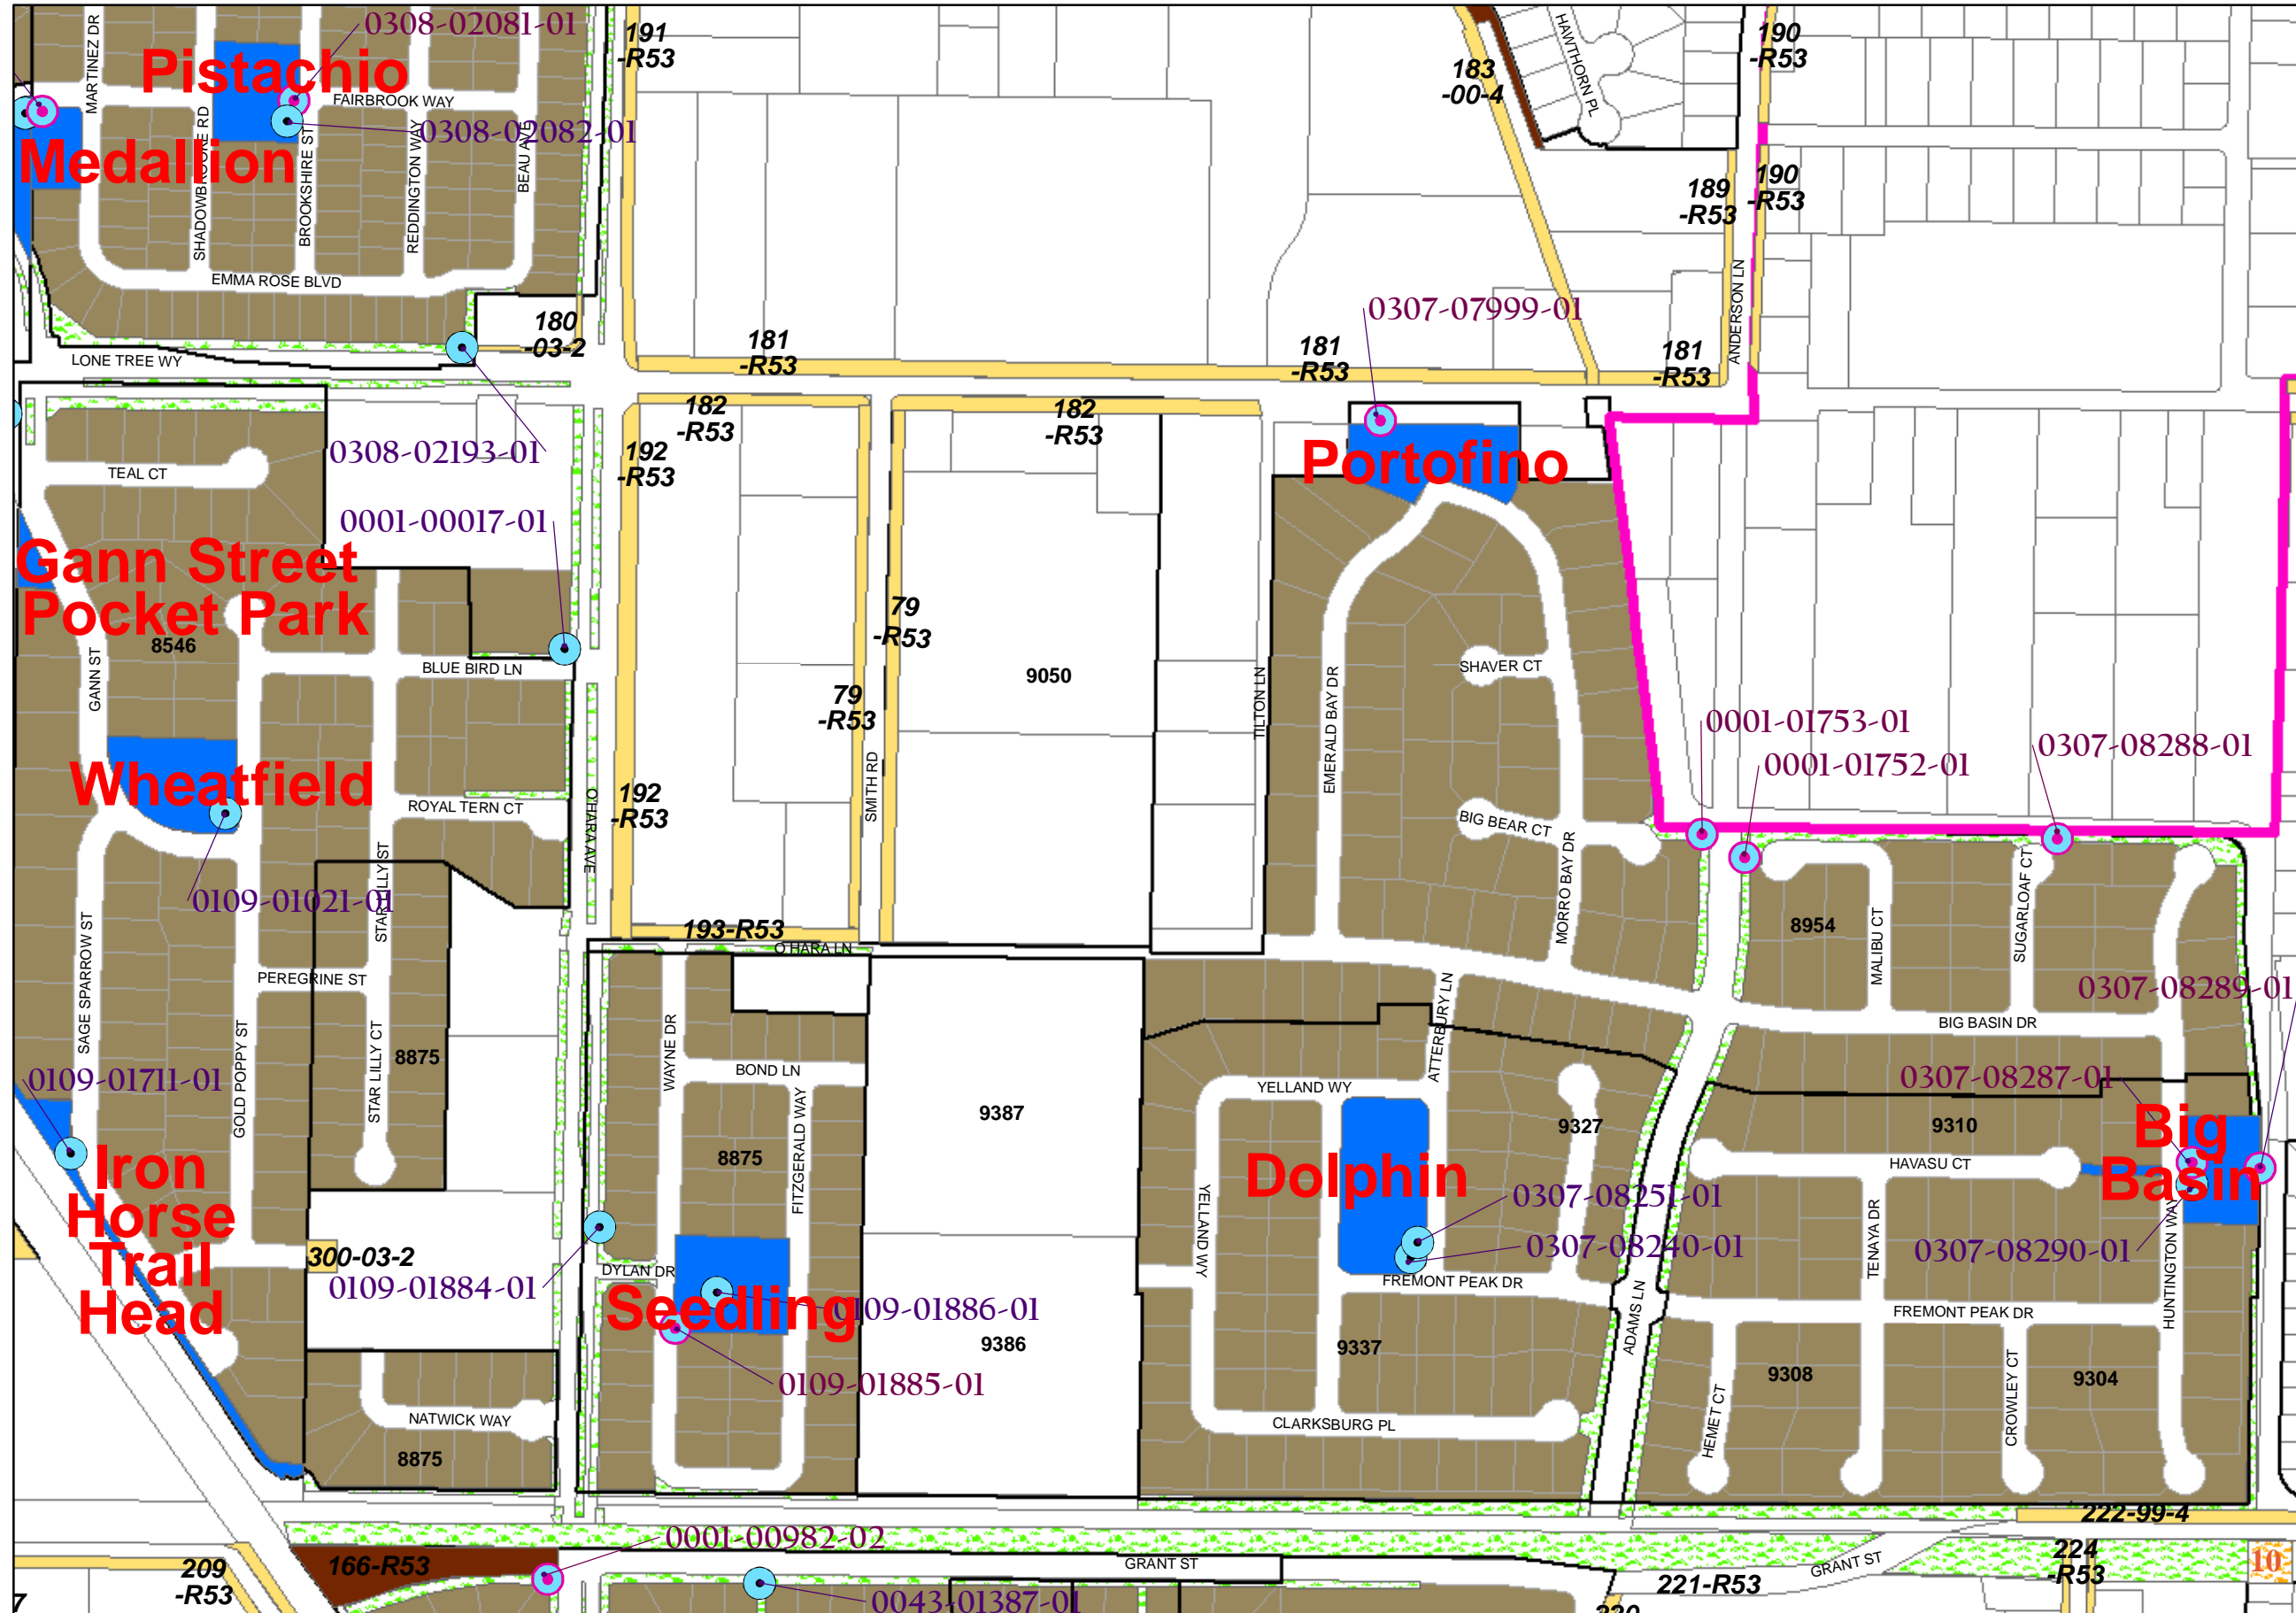 0308-02081-01
191
-R53
190
-R53
MARTINEZ DR
Pistachio
HAWTHORN PL
183
-00-4
FAIRBROOK WAY
0308-02082-01
SHADOWBROOKE RD
BROOKSHIRE ST
REDDINGTON WAY
BEAU AVE
Medallion
189
-R53
190
-R53
EMMA ROSE BLVD
0307-07999-01
ANDERSON LN
180
-03-2
181
-R53
181
-R53
181
-R53
LONE TREE WY
182
-R53
182
-R53
0308-02193-01
192
-R53
Portofino
TEAL CT
0001-00017-01
Gann Street
Pocket Park
8546
79
-R53
GANN ST
BLUE BIRD LN
9050
SHAVER CT
TILTON LN
EMERALD BAY DR
79
-R53
0001-01753-01
0307-08288-01
0001-01752-01
Wheatfield
ROYAL TERN CT
192
-R53
O'HARA AVE
SMITH RD
BIG BEAR CT
MORRO BAY DR
0109-01021-01
STAR LILLY ST
SAGE SPARROW ST
193-R53
O'HARA LN
8954
MALIBU CT
SUGARLOAF CT
PEREGRINE ST
0307-08289-01
ATTERBURY LN
BIG BASIN DR
GOLD POPPY ST
STAR LILLY CT
8875
WAYNE DR
BOND LN
0109-01711-01
YELLAND WY
0307-08287-01
9387
9327
9310
Big
Basin
FITZGERALD WAY
8875
Iron
Horse
Trail
Head
Dolphin
HAVASU CT
0307-08251-01
YELLAND WY
TENAYA DR
HUNTINGTON WAY
0307-08240-01
0307-08290-01
300-03-2
0109-01884-01
DYLAN DR
FREMONT PEAK DR
Seedling
0109-01886-01
FREMONT PEAK DR
ADAMS LN
9386
9337
9308
9304
0109-01885-01
HEMET CT
CROWLEY CT
NATWICK WAY
CLARKSBURG PL
8875
222-99-4
0001-00982-02
209
-R53
166-R53
GRANT ST
GRANT ST
224
-R53
10
221-R53
0043-01387-01
7
220